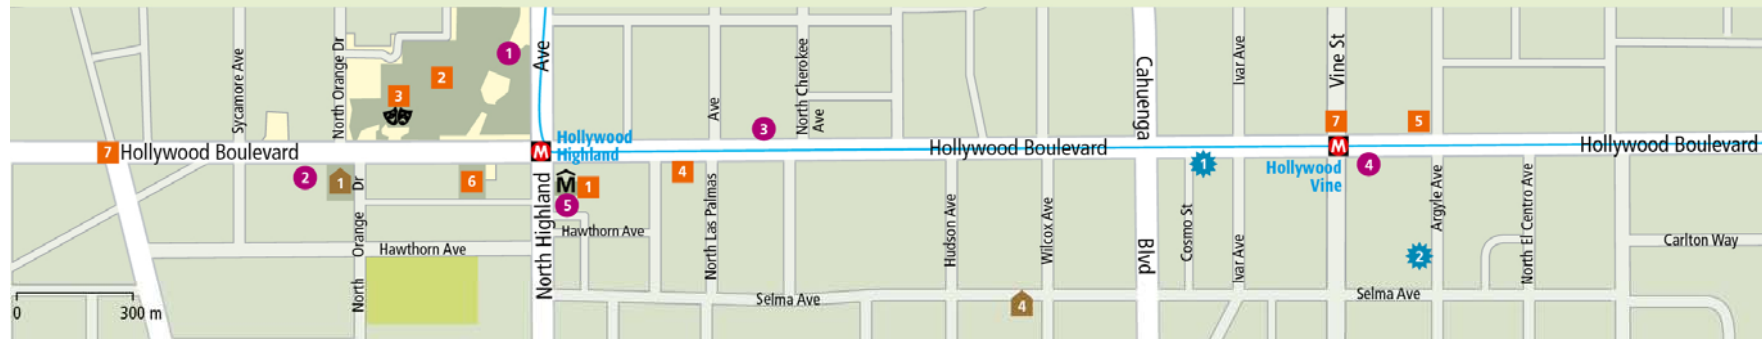 Sycamore Ave
North Orange Dr
3
2
1
Ave
Ave
North Cherokee
Ave
3
Cahuenga
Ivar Ave
Vine St
7
5
7
Hollywood Boulevard
M
Hollywood
Highland
Hollywood Boulevard
M
Hollywood
Vine
Hollywood Boulevard
2
1
North Orange Dr
6
M
1
5
4
1
4
North Highland
Hawthorn Ave
Hawthorn Ave
North Las Palmas
Hudson Ave
Wilcox Ave
Blvd
Cosmo St
Ivar Ave
Argyle Ave
2
North El Centro Ave
Carlton Way
0
300 m
Selma Ave
4
Selma Ave